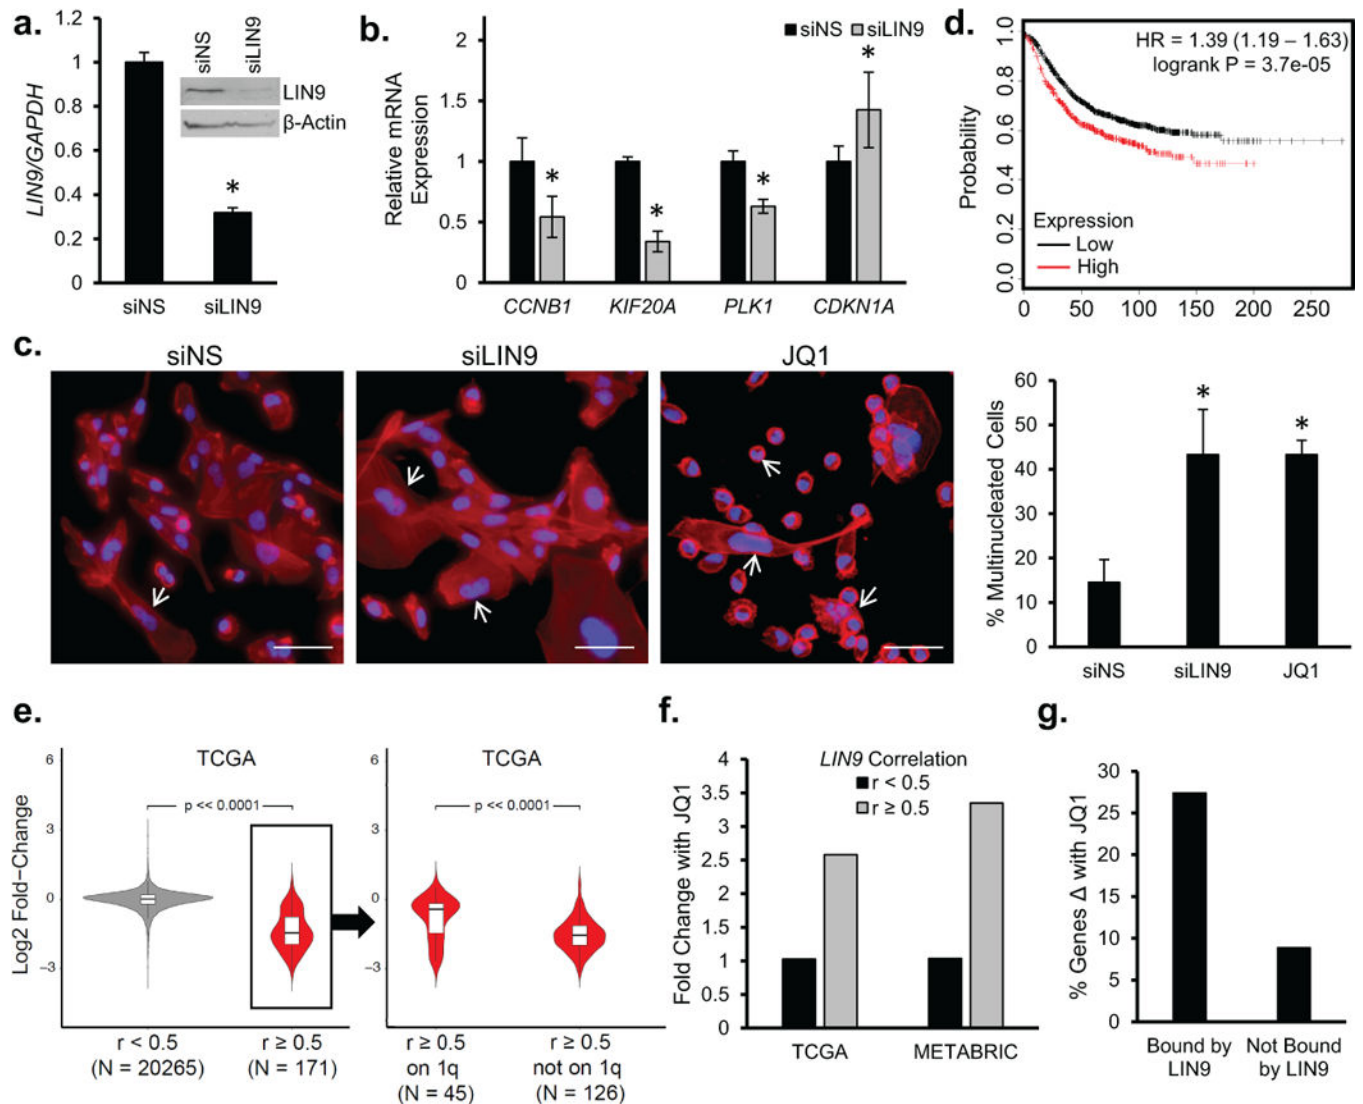 a.
LIN9/GAPDH
1.2
1
0.8
0.6
0.4
0.2
0
siNS
siLIN9
LIN9
β-Actin
*
siNS
siLIN9
b.
Relative mRNA
Expression
2
1.5
1
0.5
0
siNS
siLIN9
*
*
*
*
CCNB1
KIF20A
PLK1
CDKN1A
d.
Probability
1.0
0.8
0.6
0.4
0.2
0.0
HR = 1.39 (1.19 – 1.63)
logrank P = 3.7e-05
Expression
Low
High
0
50
100
150
200
250
c.
siNS
siLIN9
JQ1
% Multinucleated Cells
60
50
40
30
20
10
0
*
*
siNS
siLIN9
JQ1
e.
Log2 Fold−Change
6
3
0
−3
TCGA
p << 0.0001
r < 0.5
(N = 20265)
r ≥ 0.5
(N = 171)
6
3
0
−3
TCGA
p << 0.0001
r ≥ 0.5
on 1q
(N = 45)
r ≥ 0.5
not on 1q
(N = 126)
f.
Fold Change with JQ1
4
3.5
3
2.5
2
1.5
1
0.5
0
LIN9 Correlation
r < 0.5
r ≥ 0.5
TCGA
METABRIC
g.
% Genes Δ with JQ1
30
25
20
15
10
5
0
Bound by
LIN9
Not Bound
by LIN9